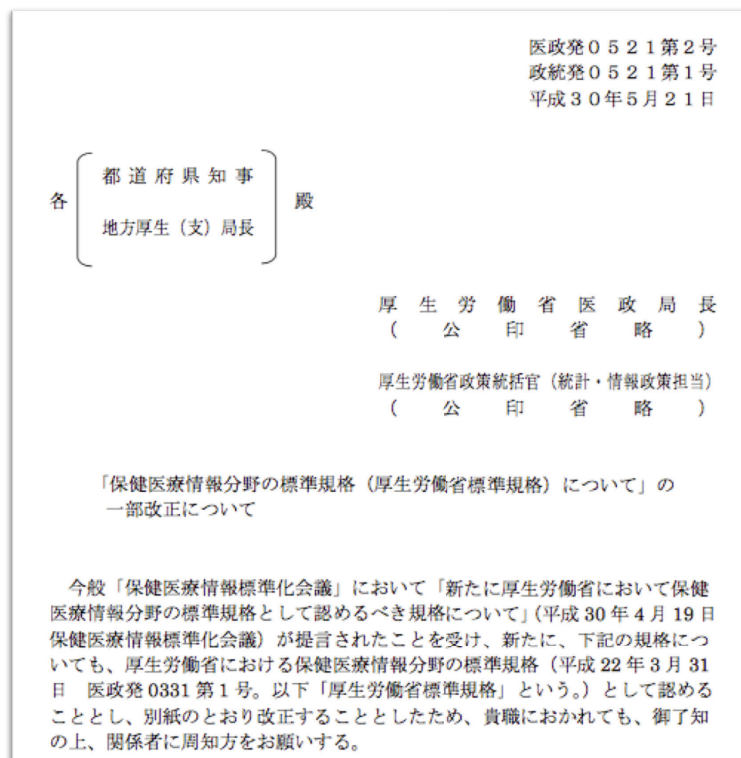 医政発0521第2号
政統発0521第1号
平成30年5月21日
各
都道府県知事
地方厚生(支)局長
殿
厚生労働省医政局長
(公印省略)
厚生労働省政策統括官(統計・情報政策担当)
(公印省略)
「保健医療情報分野の標準規格(厚生労働省標準規格)について」の
一部改正について
今般「保健医療情報標準化会議」において「新たに厚生労働省において保健
医療情報分野の標準規格として認めるべき規格について」(平成30年4月19日
保健医療情報標準化会議)が提言されたことを受け、新たに、下記の規格につ
いても、厚生労働省における保健医療情報分野の標準規格(平成22年3月31
日 医政発0331第1号。以下「厚生労働省標準規格」という。)として認める
こととし、別紙のとおり改正することとしたため、貴職におかれても、御了知
の上、関係者に周知方をお願いする。